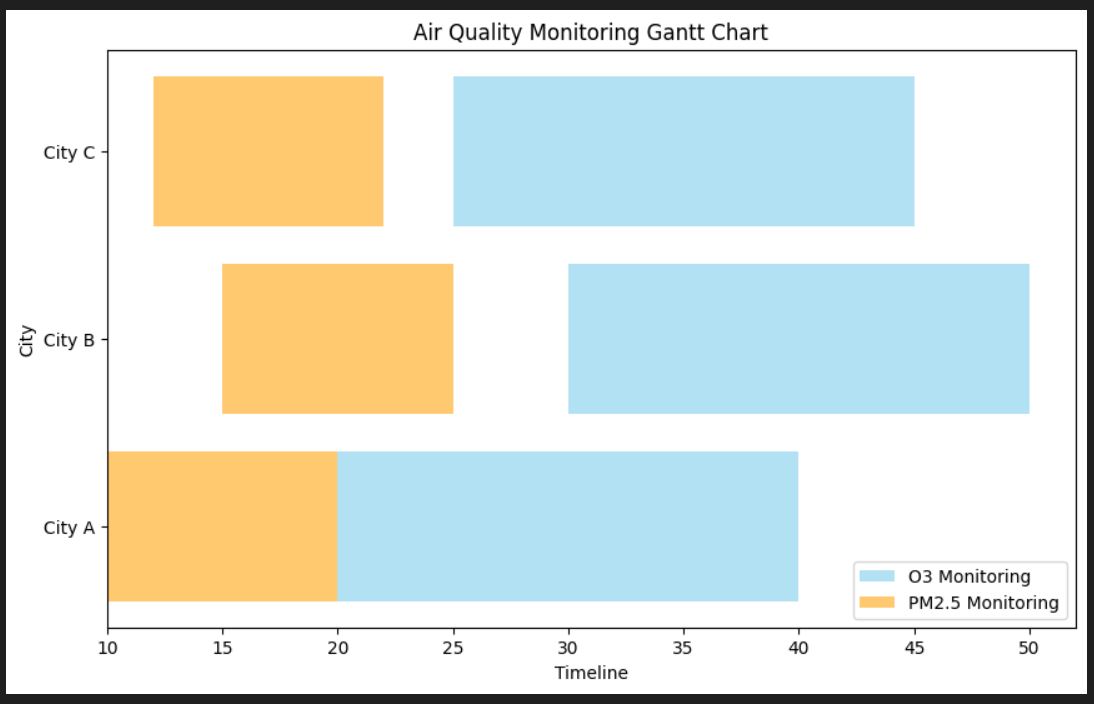 Air Quality Monitoring Gantt Chart
City C
City B
City A
City
O3 Monitoring
PM2.5 Monitoring
10 15 20 25 30 35 40 45 50
Timeline